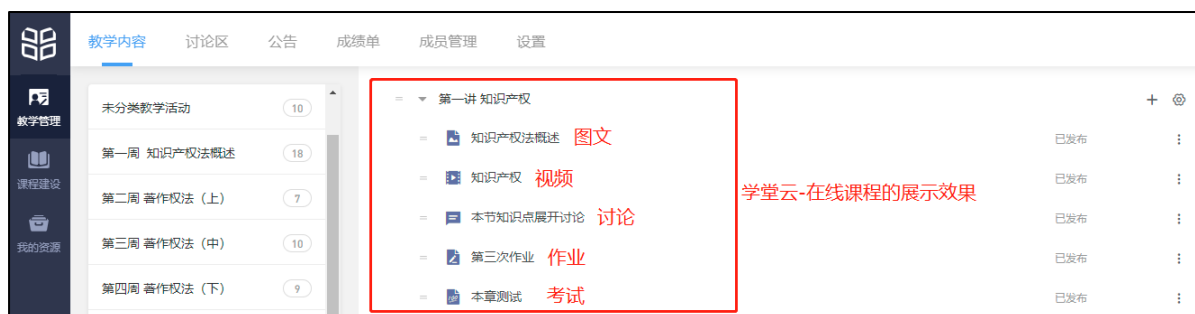 教学内容 讨论区 公告 成绩单 成员管理 设置
教学管理
课程建设
我的资源
未分类教学活动 10
第一周 知识产权法概述 18
第二周 著作权法（上） 7
第三周 著作权法（中） 10
第四周 著作权法（下） 9
第一讲 知识产权
知识产权法概述 图文 已发布
知识产权 视频 已发布
学堂云-在线课程的展示效果
本节知识点展开讨论 讨论 已发布
第三次作业 作业 已发布
本章测试 考试 已发布